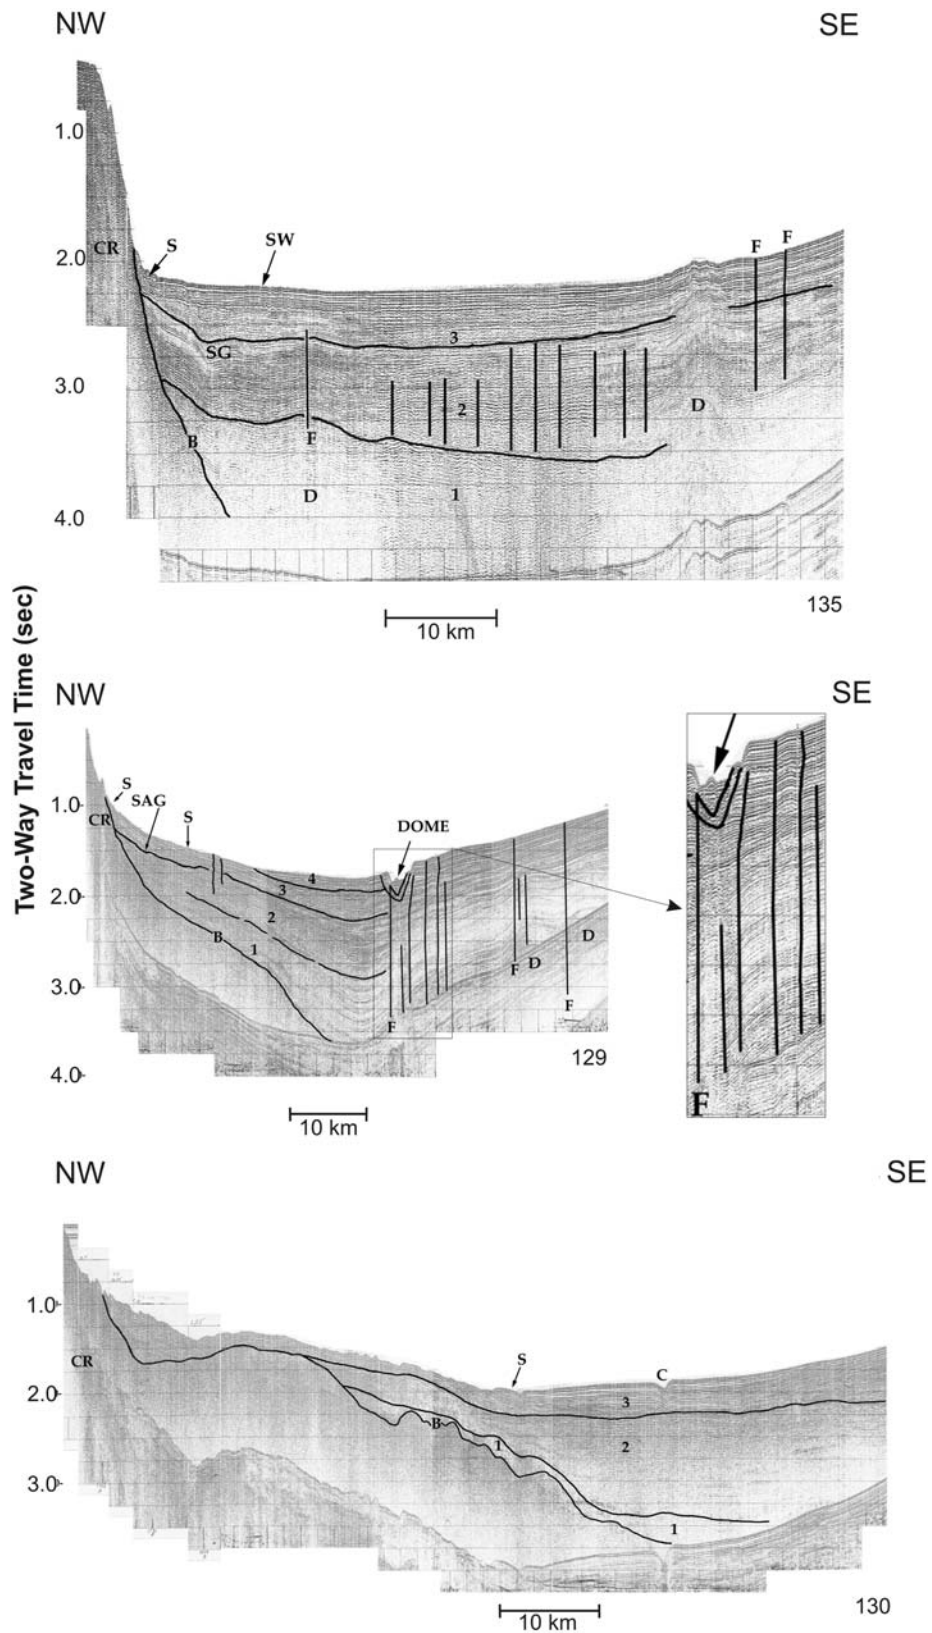 NW SE
1.0
2.0
3.0
4.0
CR
S
SW
F F
3
SG
2
D
B
F
D
1
10 km
135
Two-Way Travel Time (sec)
NW SE
S
SAG
S
DOME
1.0
CR
4
3
2.0
2
B
1
D
F D
3.0
F
F
4.0
129
10 km
F
NW SE
1.0
CR
S
C
2.0
3
B
1
2
3.0
1
10 km
130